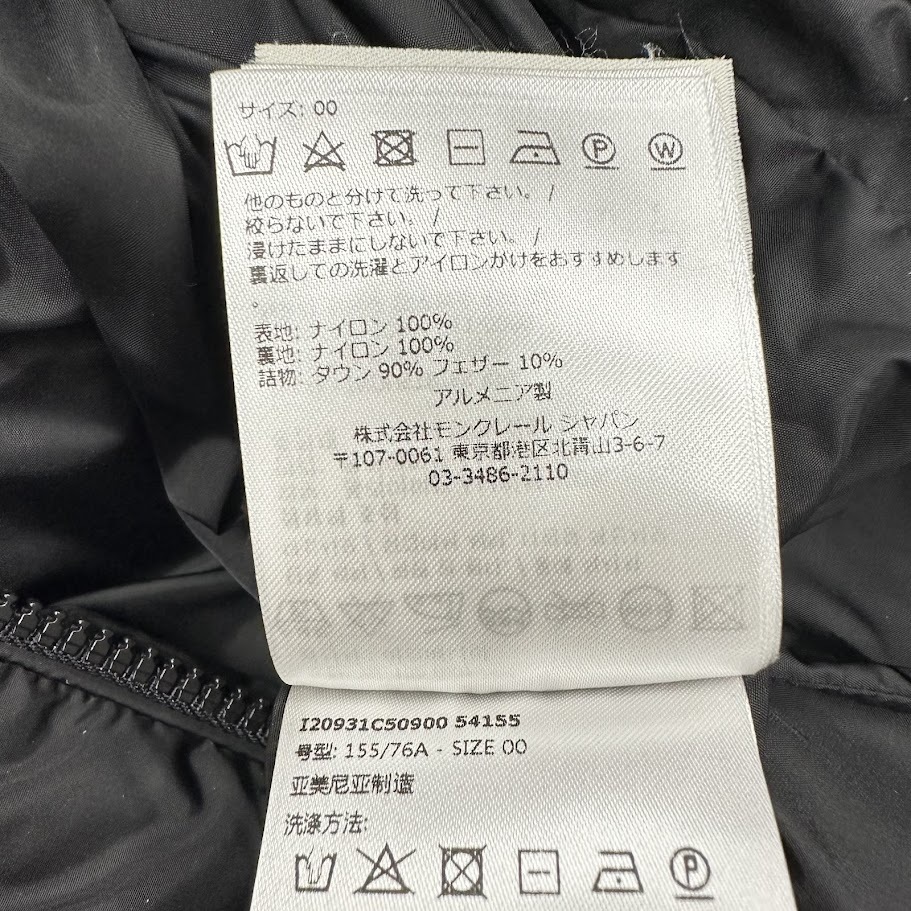 サイズ: 00
P W
他のものと分けて洗って下さい。/
絞らないで下さい。/
浸けたままにしないで下さい。/
裏返しての洗濯とアイロンがけをおすすめします
。
表地: ナイロン 100%
裏地: ナイロン 100%
詰物: ダウン 90% フェザー 10%
アルメニア製
株式会社モンクレール ジャパン
〒107-0061 東京都港区北青山3-6-7
03-3486-2110
I20931C50900 54155
号型: 155/76A - SIZE 00
亚美尼亚制造
洗涤方法:
P